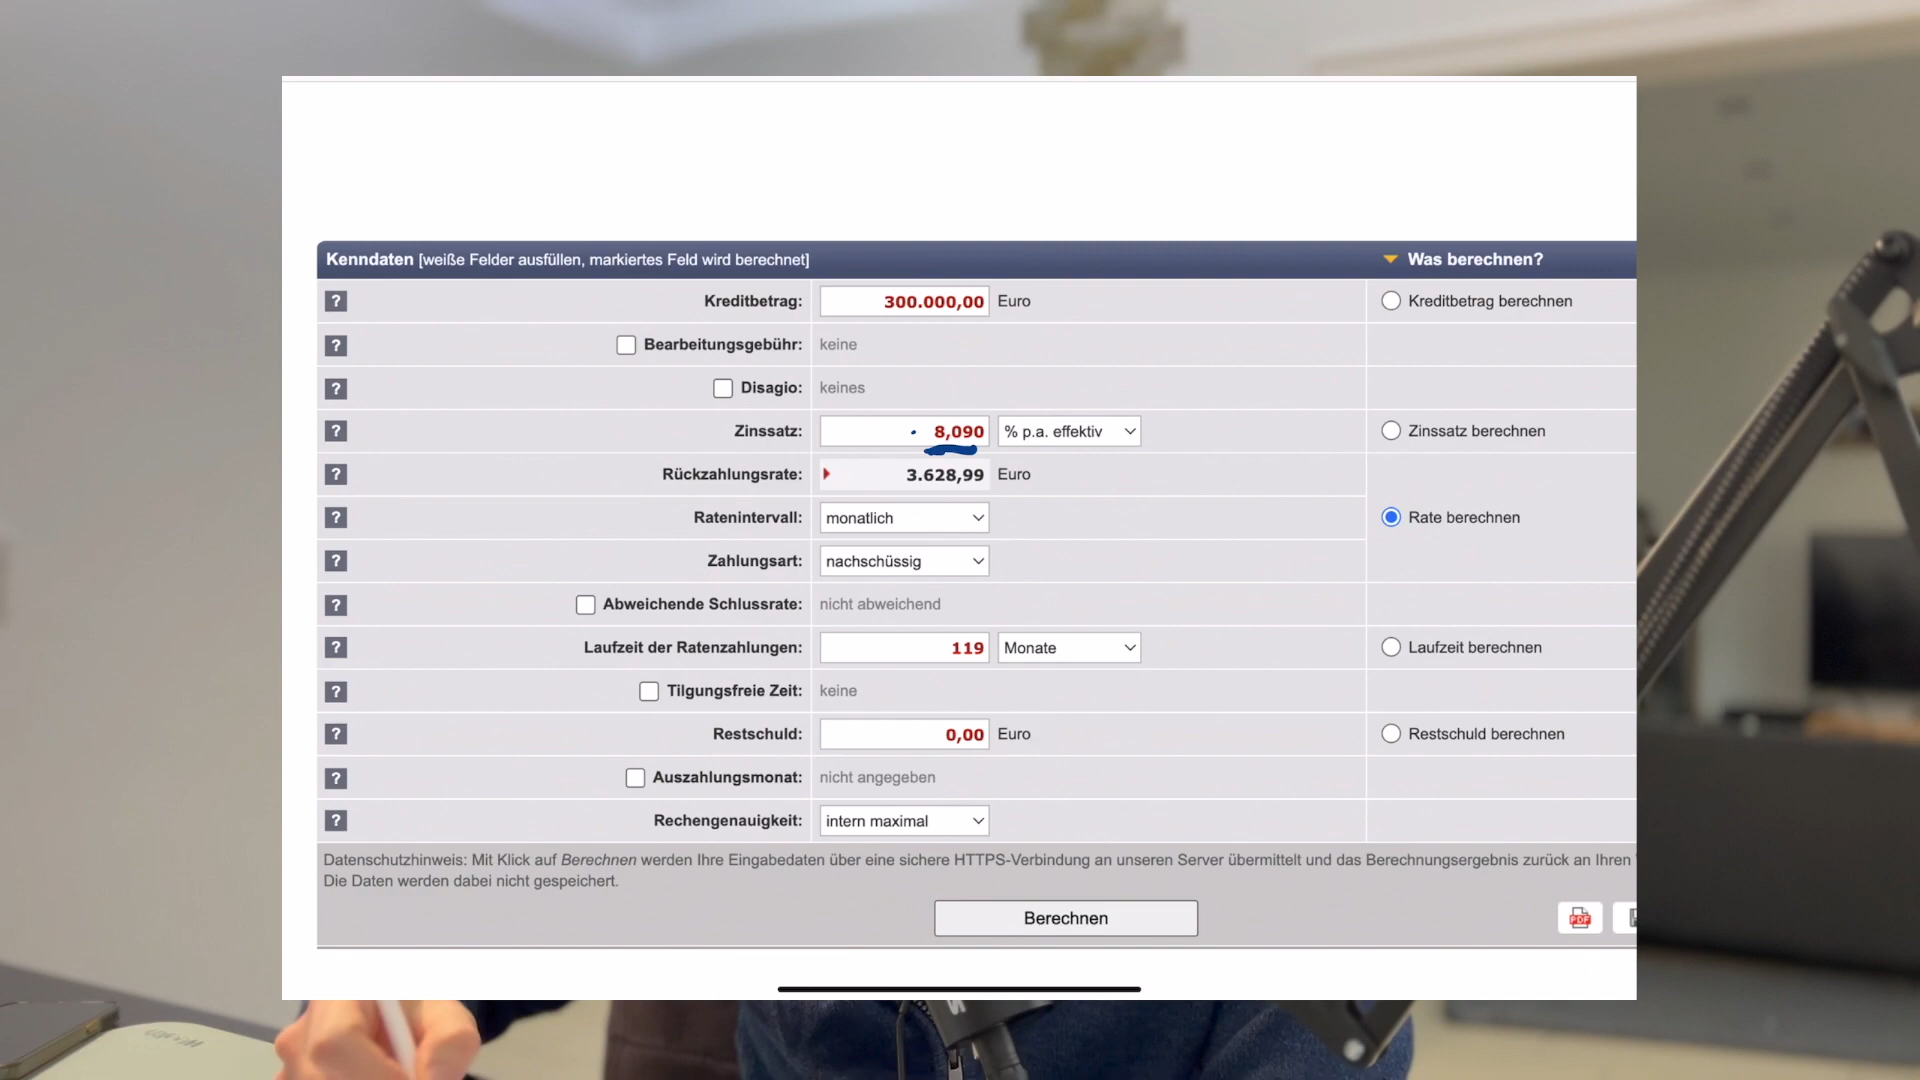 Kenndaten [weiße Felder ausfüllen, markiertes Feld wird berechnet] Was berechnen?
? Kreditbetrag: 300.000,00 Euro Kreditbetrag berechnen
? Bearbeitungsgebühr: keine
? Disagio: keines
? Zinssatz: 8,090 % p.a. effektiv Zinssatz berechnen
? Rückzahlungsrate: 3.628,99 Euro
? Ratenintervall: monatlich Rate berechnen
? Zahlungsart: nachschüssig
? Abweichende Schlussrate: nicht abweichend
? Laufzeit der Ratenzahlungen: 119 Monate Laufzeit berechnen
? Tilgungsfreie Zeit: keine
? Restschuld: 0,00 Euro Restschuld berechnen
? Auszahlungsmonat: nicht angegeben
? Rechengenauigkeit: intern maximal
Datenschutzhinweis: Mit Klick auf Berechnen werden Ihre Eingabedaten über eine sichere HTTPS-Verbindung an unseren Server übermittelt und das Berechnungsergebnis zurück an Ihren
Die Daten werden dabei nicht gespeichert.
Berechnen
PDF